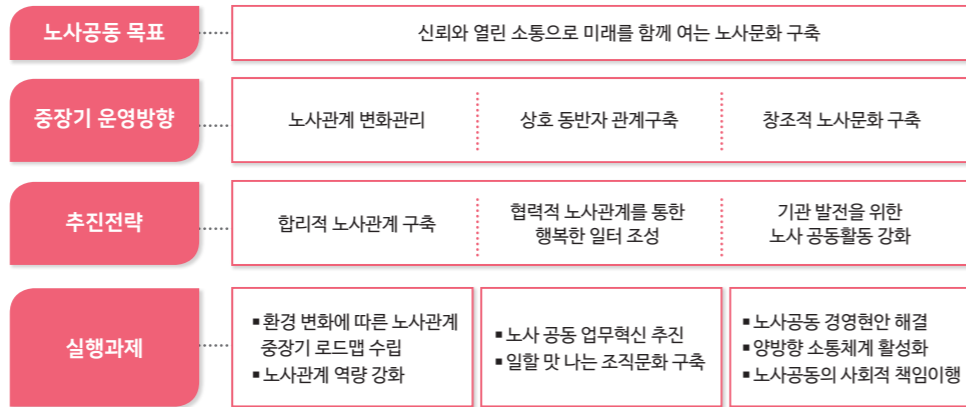 노사공동 목표
신뢰와 열린 소통으로 미래를 함께 여는 노사문화 구축
중장기 운영방향
노사관계 변화관리
상호 동반자 관계구축
창조적 노사문화 구축
추진전략
합리적 노사관계 구축
협력적 노사관계를 통한
행복한 일터 조성
기관 발전을 위한
노사 공동활동 강화
실행과제
▪ 환경 변화에 따른 노사관계
중장기 로드맵 수립
▪ 노사관계 역량 강화
▪ 노사 공동 업무혁신 추진
▪ 일할 맛 나는 조직문화 구축
▪ 노사공동 경영현안 해결
▪ 양방향 소통체계 활성화
▪ 노사공동의 사회적 책임이행